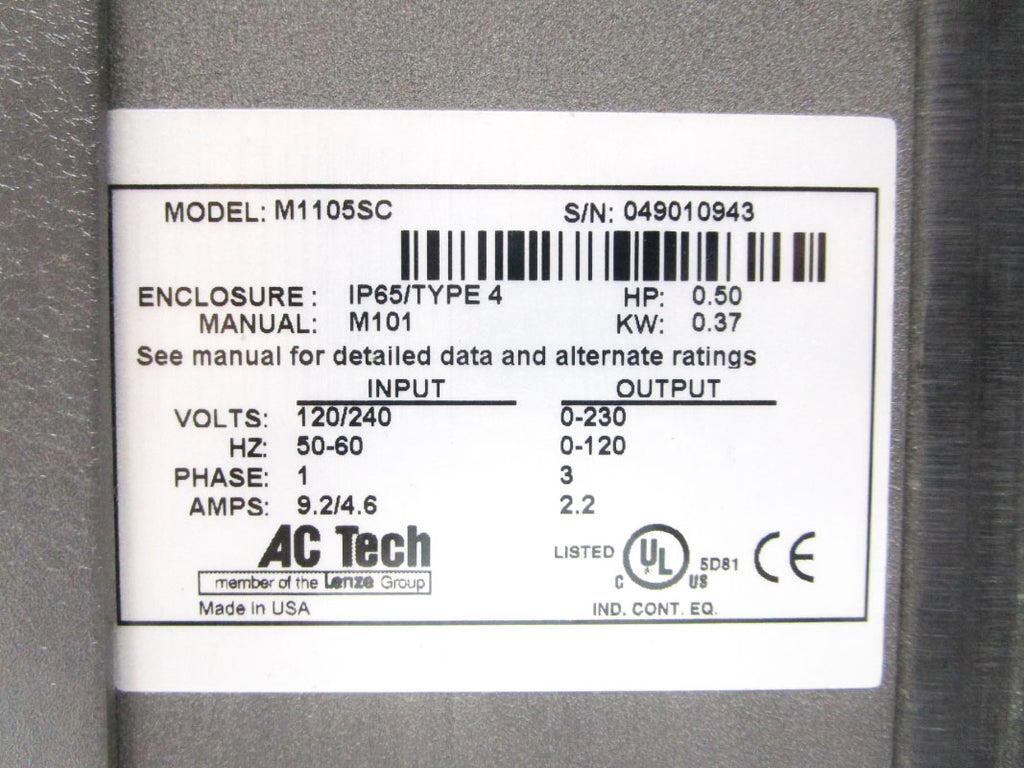 MODEL: M1105SC S/N: 049010943
ENCLOSURE: IP65/TYPE 4 HP: 0.50
MANUAL: M101 KW: 0.37
See manual for detailed data and alternate ratings
INPUT OUTPUT
VOLTS: 120/240 0-230
HZ: 50-60 0-120
PHASE: 1 3
AMPS: 9.2/4.6 2.2
AC Tech
member of the Lenze Group
Made in USA
LISTED C UL US 5D81 CE
IND. CONT. EQ.